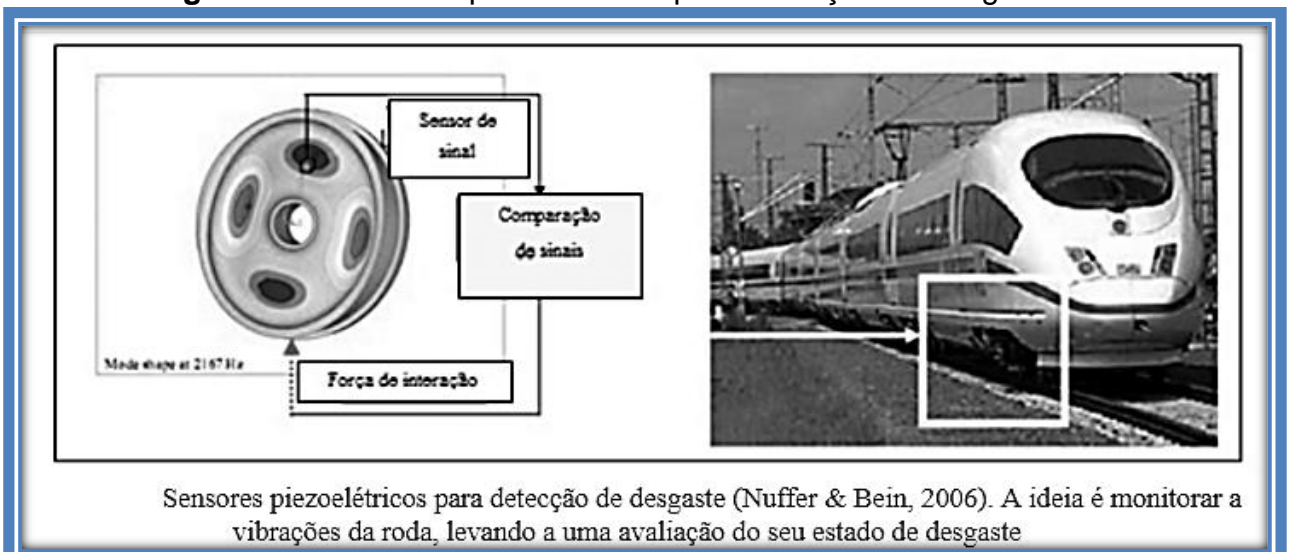 Sensor de
sinal
Comparação
de sinais
Mode shape at 2167 Hz
Força de interação
Sensores piezoelétricos para detecção de desgaste (Nuffer & Bein, 2006). A ideia é monitorar a
vibrações da roda, levando a uma avaliação do seu estado de desgaste